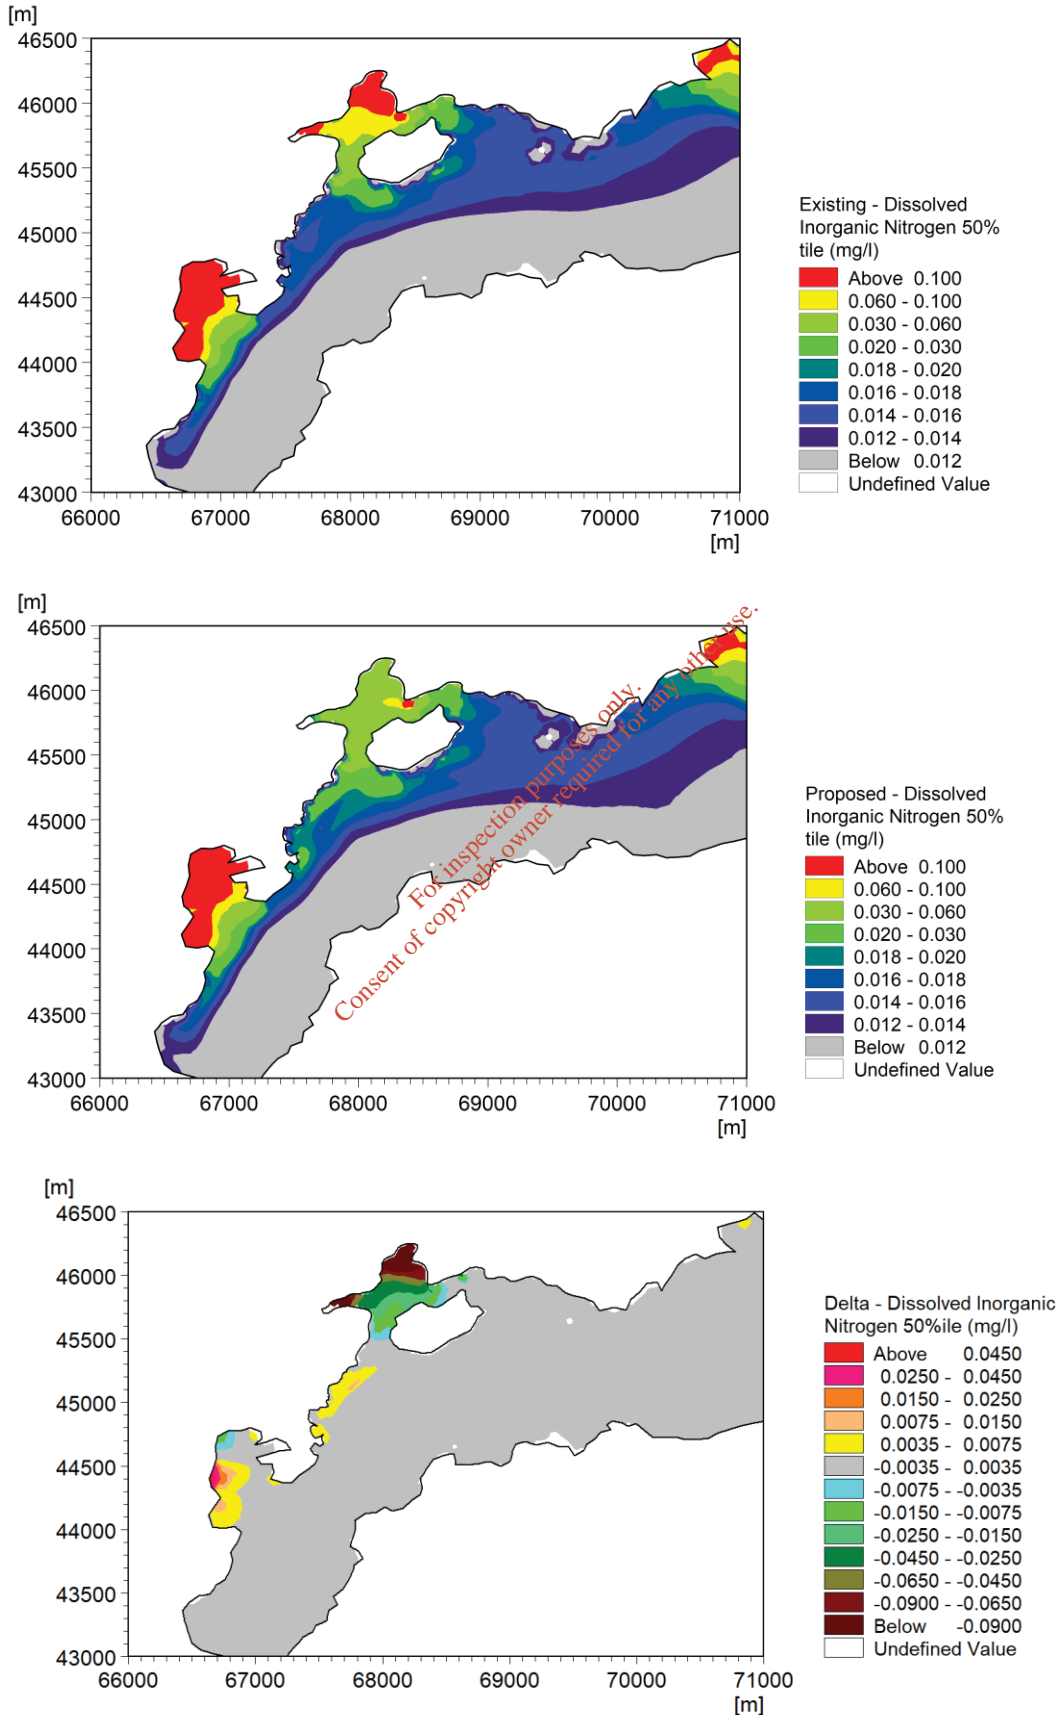 [m]
46500
46000
45500
45000
44500
44000
43500
43000
66000 67000 68000 69000 70000 71000
[m]
Existing - Dissolved
Inorganic Nitrogen 50%
tile (mg/l)
Above 0.100
0.060 - 0.100
0.030 - 0.060
0.020 - 0.030
0.018 - 0.020
0.016 - 0.018
0.014 - 0.016
0.012 - 0.014
Below 0.012
Undefined Value
[m]
46500
46000
45500
45000
44500
44000
43500
43000
66000 67000 68000 69000 70000 71000
[m]
For inspection purposes only.
Consent of copyright owner required for any other use.
Proposed - Dissolved
Inorganic Nitrogen 50%
tile (mg/l)
Above 0.100
0.060 - 0.100
0.030 - 0.060
0.020 - 0.030
0.018 - 0.020
0.016 - 0.018
0.014 - 0.016
0.012 - 0.014
Below 0.012
Undefined Value
[m]
46500
46000
45500
45000
44500
44000
43500
43000
66000 67000 68000 69000 70000 71000
[m]
Delta - Dissolved Inorganic
Nitrogen 50%ile (mg/l)
Above 0.0450
0.0250 - 0.0450
0.0150 - 0.0250
0.0075 - 0.0150
0.0035 - 0.0075
-0.0035 - 0.0035
-0.0075 - -0.0035
-0.0150 - -0.0075
-0.0250 - -0.0150
-0.0450 - -0.0250
-0.0650 - -0.0450
-0.0900 - -0.0650
Below -0.0900
Undefined Value